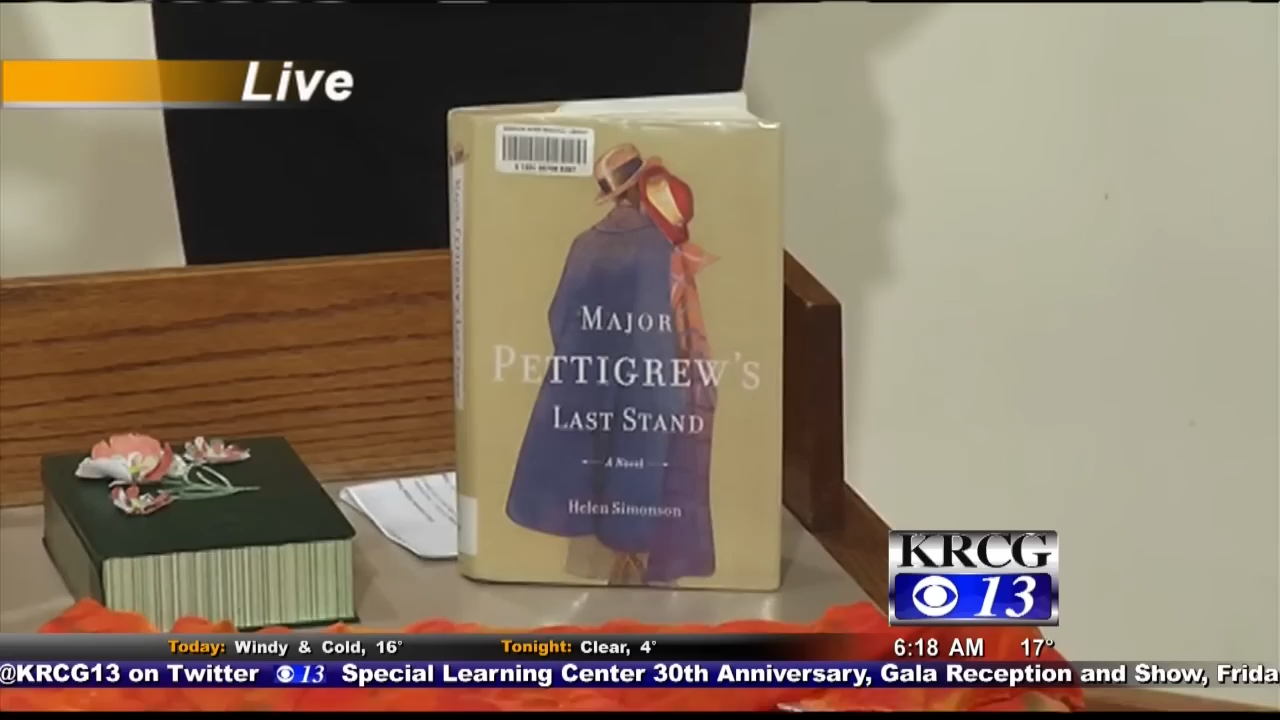 Live
MAJOR
PETTIGREW'S
LAST STAND
A Novel
Helen Simonson
KRCG
13
Today: Windy & Cold, 16°
Tonight: Clear, 4°
6:18 AM 17°
@KRCG13 on Twitter 13 Special Learning Center 30th Anniversary, Gala Reception and Show, Frida